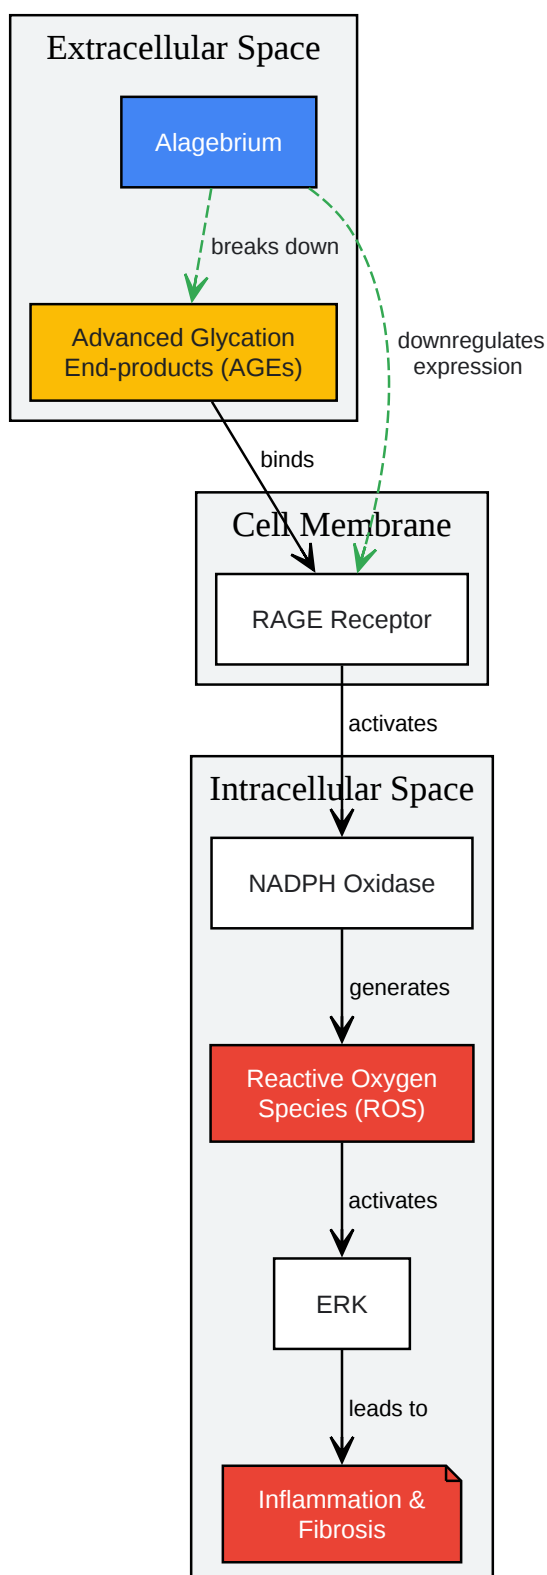 Extracellular Space
Alagebrium
breaks down
Advanced Glycation
End-products (AGEs)
downregulates
expression
binds
Cell Membrane
RAGE Receptor
activates
Intracellular Space
NADPH Oxidase
generates
Reactive Oxygen
Species (ROS)
activates
ERK
leads to
Inflammation &
Fibrosis